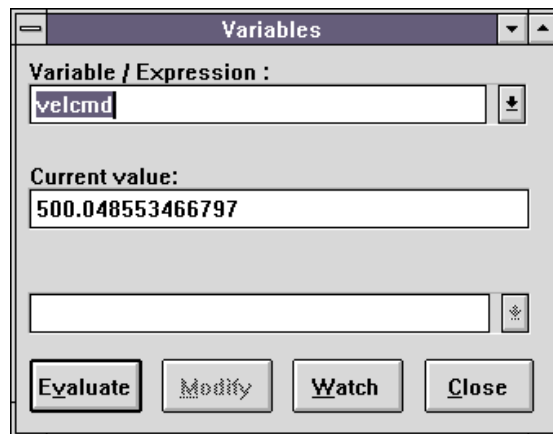 Variables
Variable / Expression :
velcmd
Current value:
500.048553466797
Evaluate Modify Watch Close